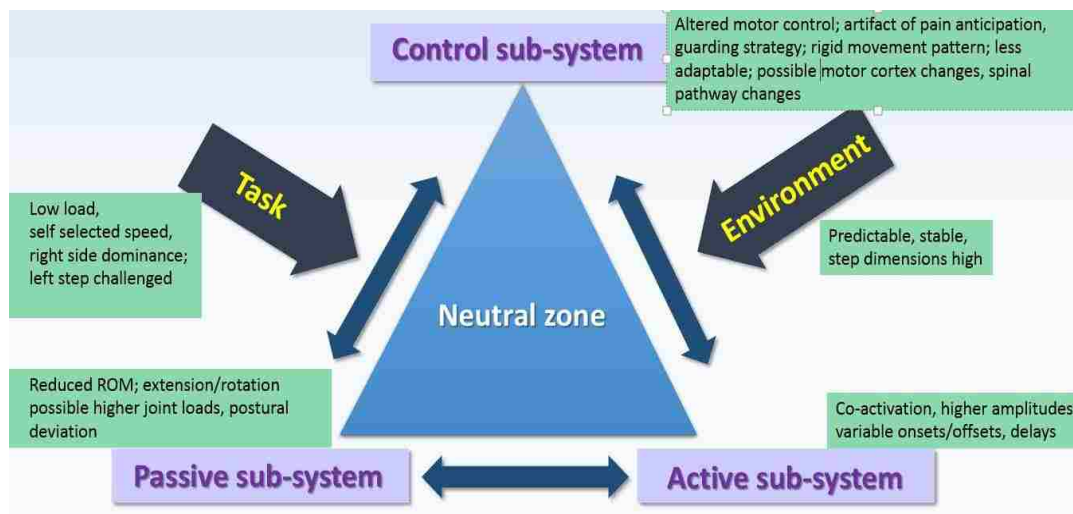 Control sub-system
Altered motor control; artifact of pain anticipation,
guarding strategy; rigid movement pattern; less
adaptable; possible motor cortex changes, spinal
pathway changes
Task
Environment
Low load,
self selected speed,
right side dominance;
left step challenged
Predictable, stable,
step dimensions high
Neutral zone
Reduced ROM; extension/rotation
possible higher joint loads, postural
deviation
Co-activation, higher amplitudes
variable onsets/offsets, delays
Passive sub-system
Active sub-system